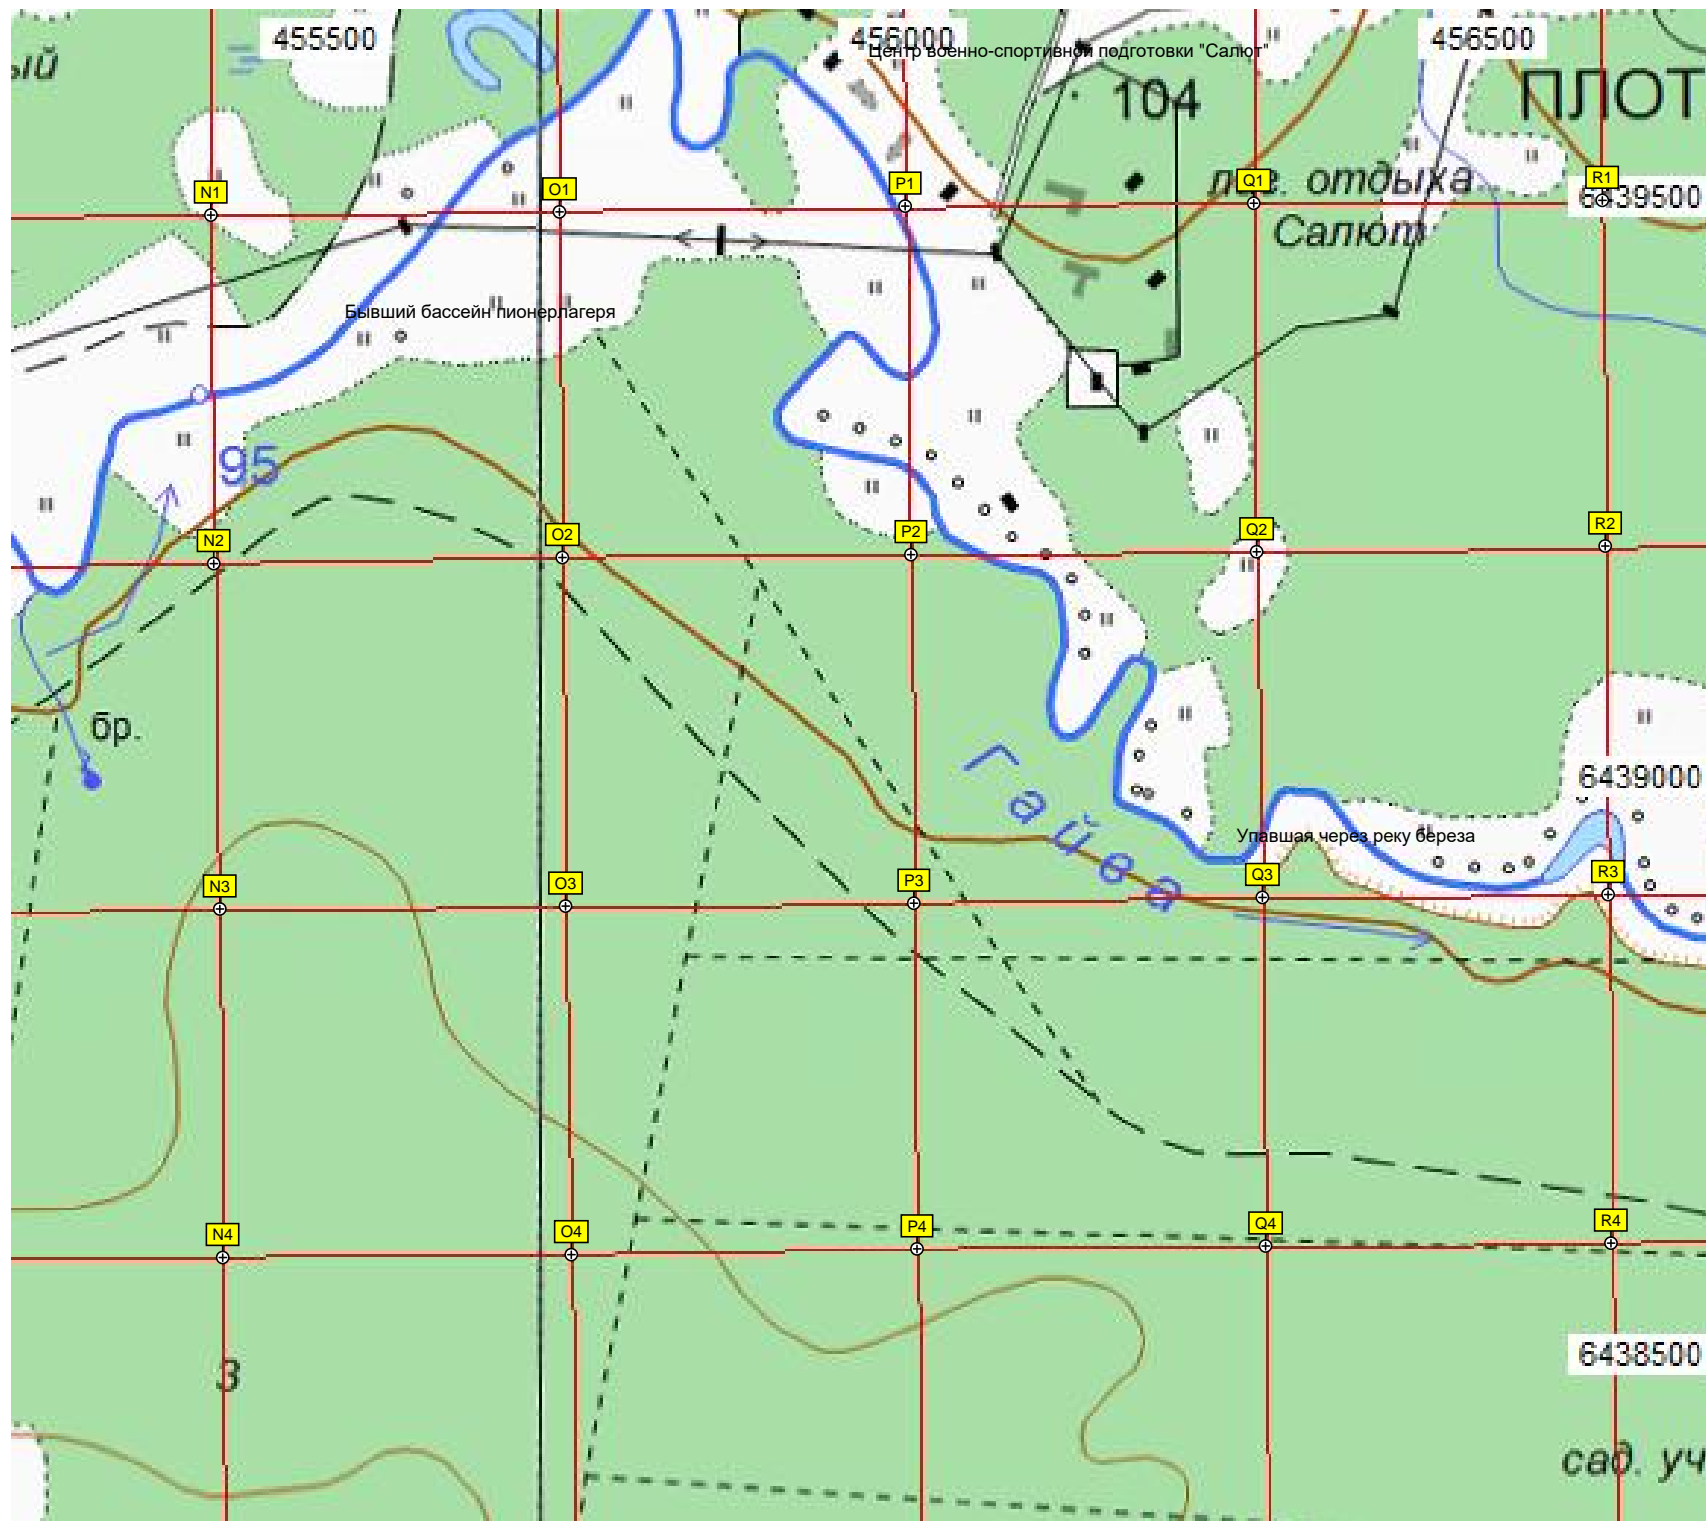 455500
456000
456500
ый
Центр военно-спортивной подготовки "Салют"
104
ПЛОТ
N1
O1
P1
Q1
R1
отдыха
6439500
Салют
Бывший бассейн пионерлагеря
95
N2
O2
P2
Q2
R2
бр.
Гайва
6439000
Упавшая через реку береза
N3
O3
P3
Q3
R3
N4
O4
P4
Q4
R4
3
6438500
сад. уч